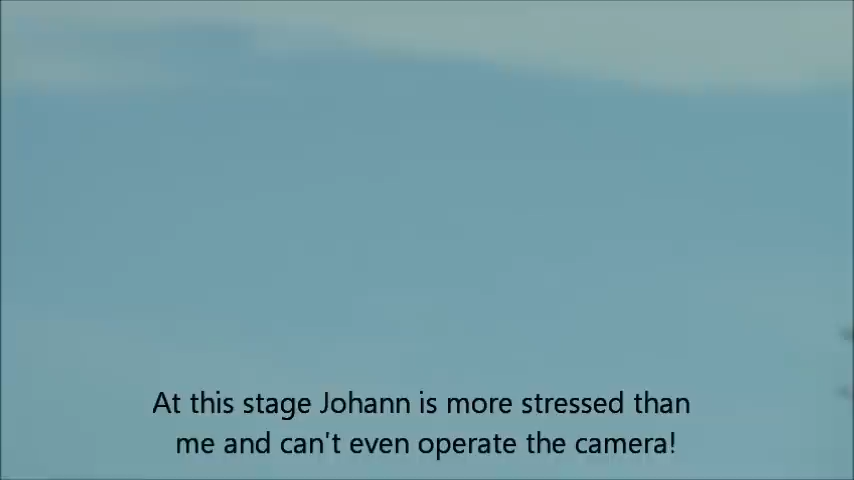 At this stage Johann is more stressed than
me and can't even operate the camera!